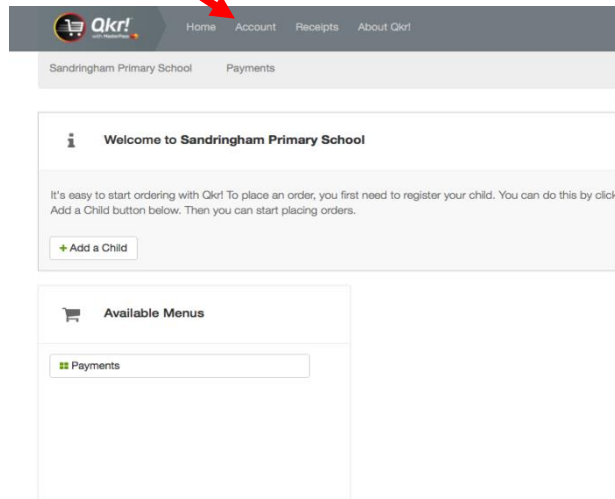 Qkr!
with MasterPass
Home Account Receipts About Qkr!
Sandringham Primary School Payments
Welcome to Sandringham Primary School
It's easy to start ordering with Qkr! To place an order, you first need to register your child. You can do this by click
Add a Child button below. Then you can start placing orders.
+ Add a Child
Available Menus
Payments